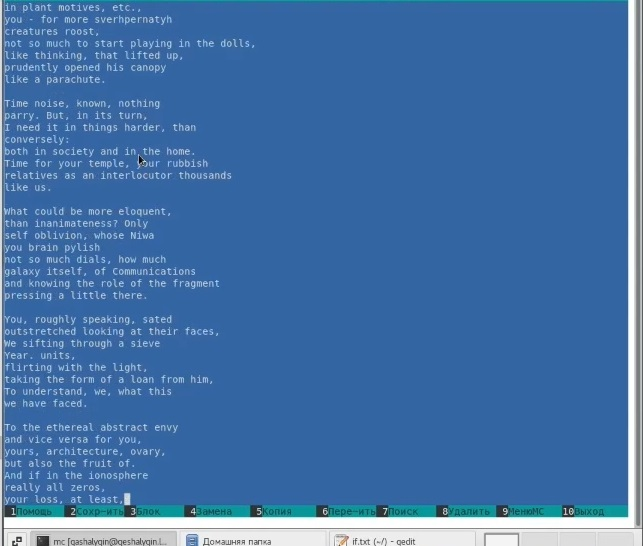 in plant motives, etc.,
you - for more sverhpernatyh
creatures roost,
not so much to start playing in the dolls,
like thinking, that lifted up,
prudently opened his canopy
like a parachute.
Time noise, known, nothing
parry. But, in its turn,
I need it in things harder, than
conversely:
both in society and in the home.
Time for your temple, your rubbish
relatives as an interlocutor thousands
like us.
What could be more eloquent,
than inanimateness? Only
self oblivion, whose Niwa
you brain pylish
not so much dials, how much
galaxy itself, of Communications
and knowing the role of the fragment
pressing a little there.
You, roughly speaking, sated
outstretched looking at their faces,
We sifting through a sieve
Year. units,
flirting with the light,
taking the form of a loan from him,
To understand, we, what this
we have faced.
To the ethereal abstract envy
and vice versa for you,
yours, architecture, ovary,
but also the fruit of.
And if in the ionosphere
really all zeros,
your loss, at least,
1Помощь 2Сохр~ить 3Блок 4Замена 5Копия 6Пере~ить 7Поиск 8Удалить 9МенюMC 10Выход
mc [qashalygin@qeshalygin.l... Домашняя папка if.txt (~/) - gedit